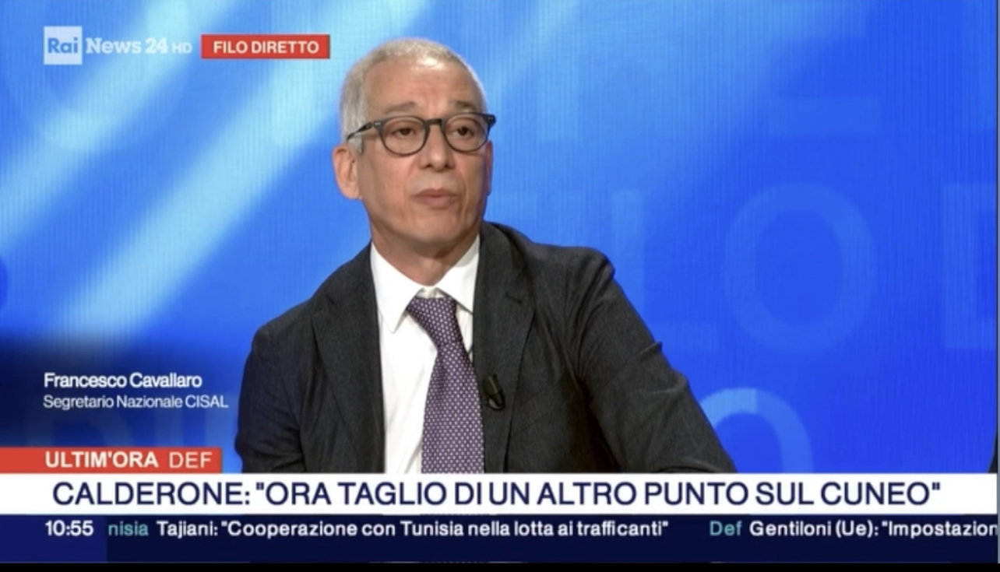 Rai News 24 HD FILO DIRETTO
Francesco Cavallaro
Segretario Nazionale CISAL
ULTIM'ORA DEF
CALDERONE: "ORA TAGLIO DI UN ALTRO PUNTO SUL CUNEO"
10:55 nisia Tajiani: "Cooperazione con Tunisia nella lotta ai trafficanti" Def Gentiloni (Ue): "Impostazion